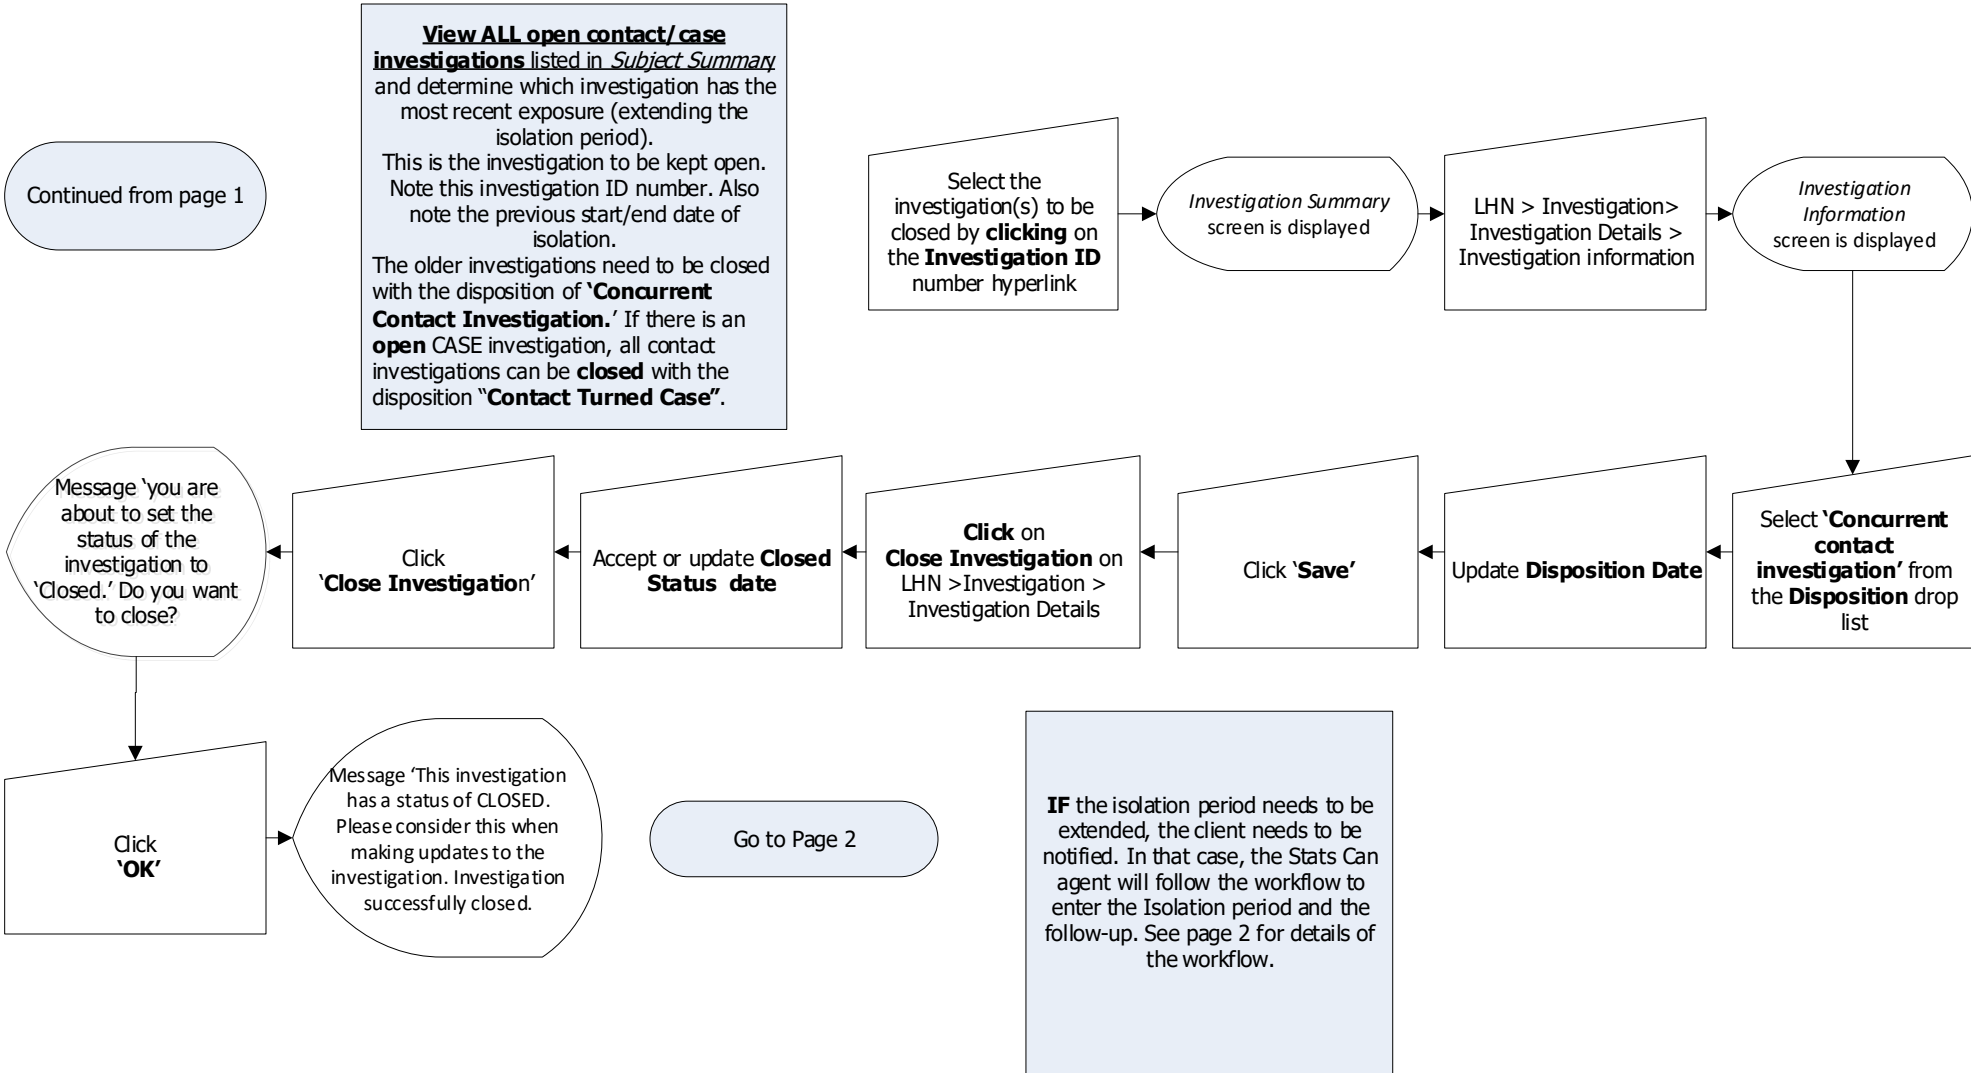 Continued from page 1
View ALL open contact/case
investigations listed in Subject Summary
and determine which investigation has the
most recent exposure (extending the
isolation period).
This is the investigation to be kept open.
Note this investigation ID number. Also
note the previous start/end date of
isolation.
The older investigations need to be closed
with the disposition of ‘Concurrent
Contact Investigation.’ If there is an
open CASE investigation, all contact
investigations can be closed with the
disposition “Contact Turned Case”.
Select the
investigation(s) to be
closed by clicking on
the Investigation ID
number hyperlink
Investigation Summary
screen is displayed
LHN > Investigation>
Investigation Details >
Investigation information
Investigation
Information
screen is displayed
Select ‘Concurrent
contact
investigation’ from
the Disposition drop
list
Update Disposition Date
Click ‘Save’
Click on
Close Investigation on
LHN >Investigation >
Investigation Details
Accept or update Closed
Status date
Click
‘Close Investigation’
Message ‘you are
about to set the
status of the
investigation to
‘Closed.’ Do you want
to close?
Click
‘OK’
Message ‘This investigation
has a status of CLOSED.
Please consider this when
making updates to the
investigation. Investigation
successfully closed.
Go to Page 2
IF the isolation period needs to be
extended, the client needs to be
notified. In that case, the Stats Can
agent will follow the workflow to
enter the Isolation period and the
follow-up. See page 2 for details of
the workflow.